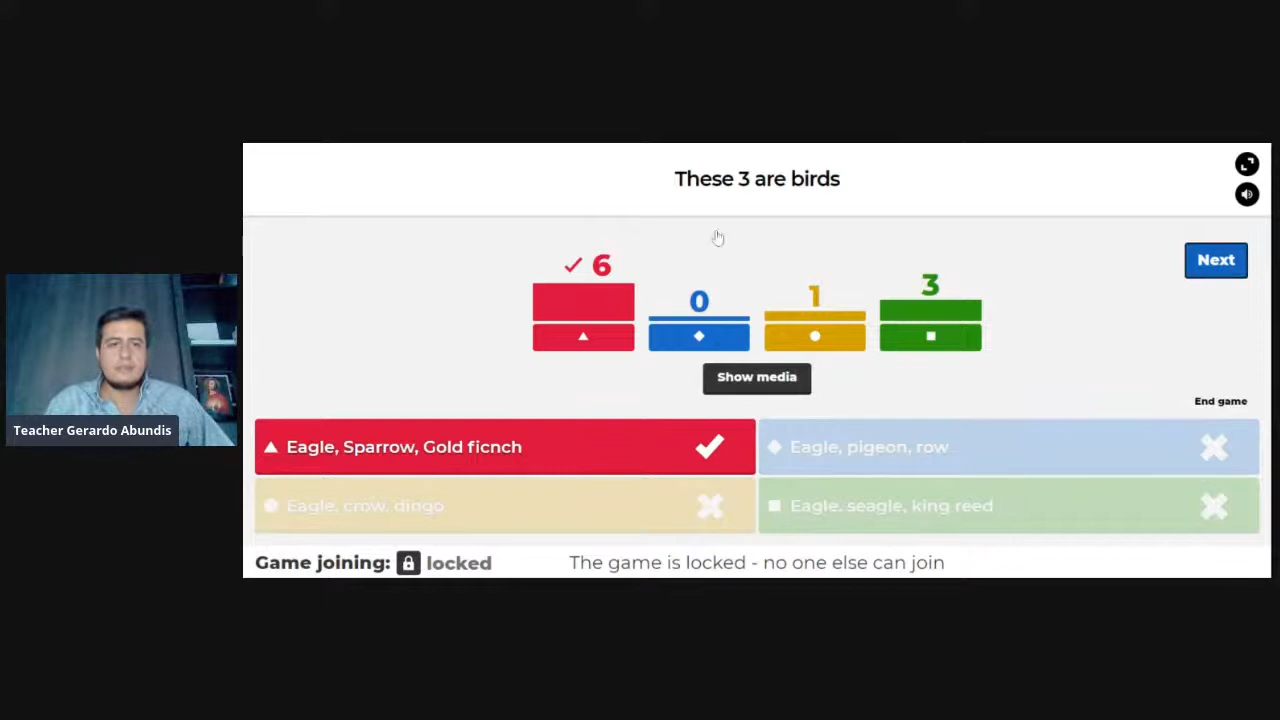 These 3 are birds
6
0
1
3
Next
Show media
End game
Teacher Gerardo Abundis
Eagle, Sparrow, Gold ficnch
Eagle, pigeon, row
Eagle. crow. dingo
Eagle. seagle, king reed
Game joining: locked
The game is locked - no one else can join